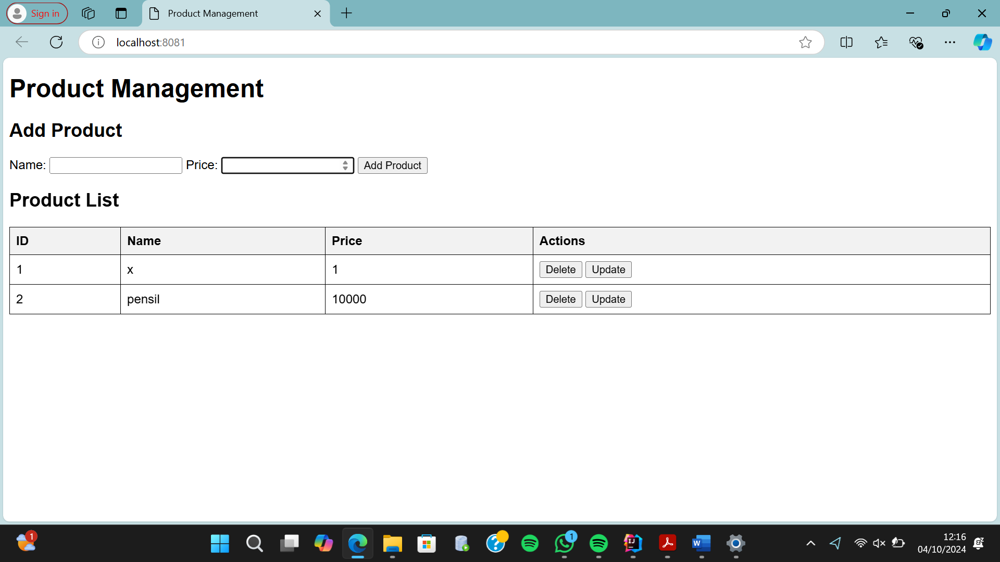 Sign in
Product Management
localhost:8081
Product Management
Add Product
Name: Price: Add Product
Product List
ID Name Price Actions
1 x 1 Delete Update
2 pensil 10000 Delete Update
1
1
IJ
W
12:16
04/10/2024